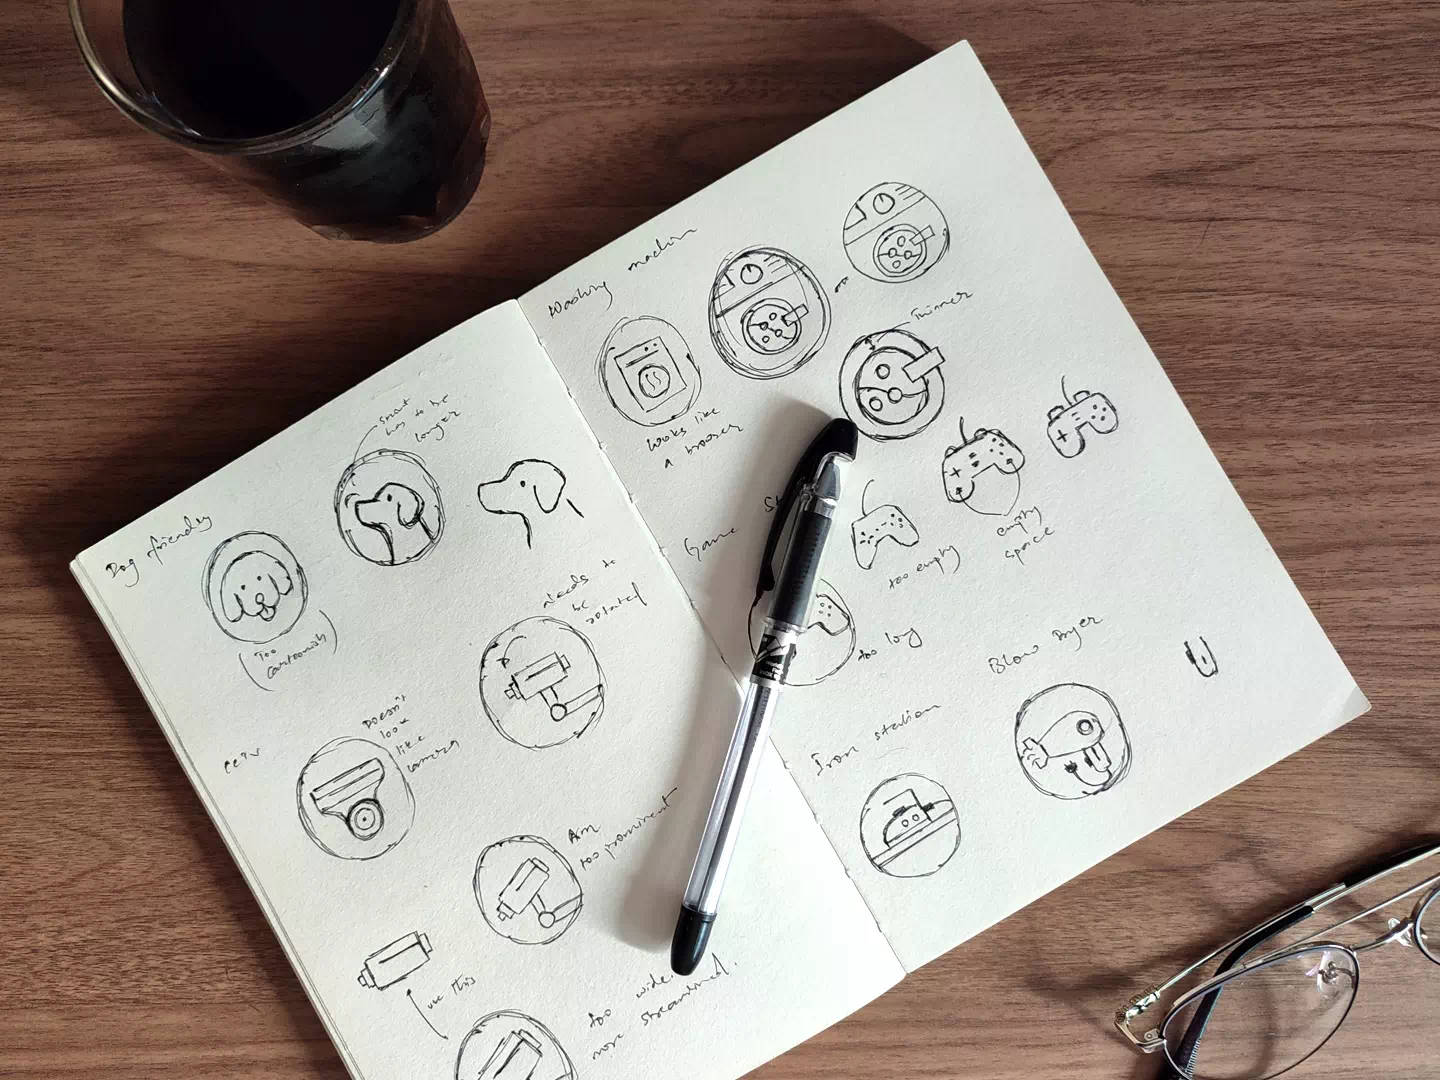 Dog friendly
snout
has to be
longer
(Too
cartoonish)
needs to
be
rotated
cctv
Doesn't
look
like
camera
Arm
too prominent
use this
too wide.
more streamlined.
Washing machine
looks like
a browser
Thinner
Game
too empty
empty
space
too long
Iron station
Blow Dryer